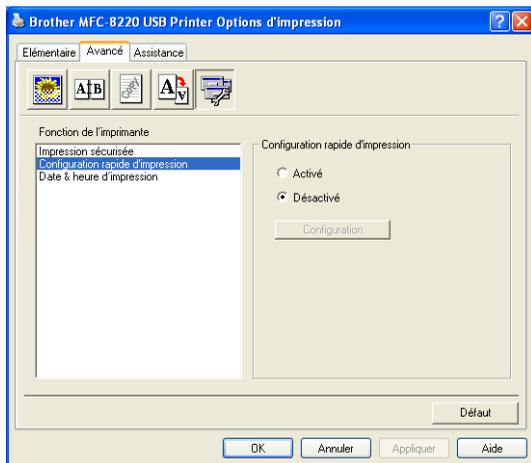 Brother MFC-8220 USB Printer Options d'impression
Elémentaire Avancé Assistance
A B
A A
Fonction de l'imprimante
Impression sécurisée
Configuration rapide d'impression
Date & heure d'impression
Configuration rapide d'impression
Activé
Désactivé
Configuration
Défaut
OK Annuler Appliquer Aide